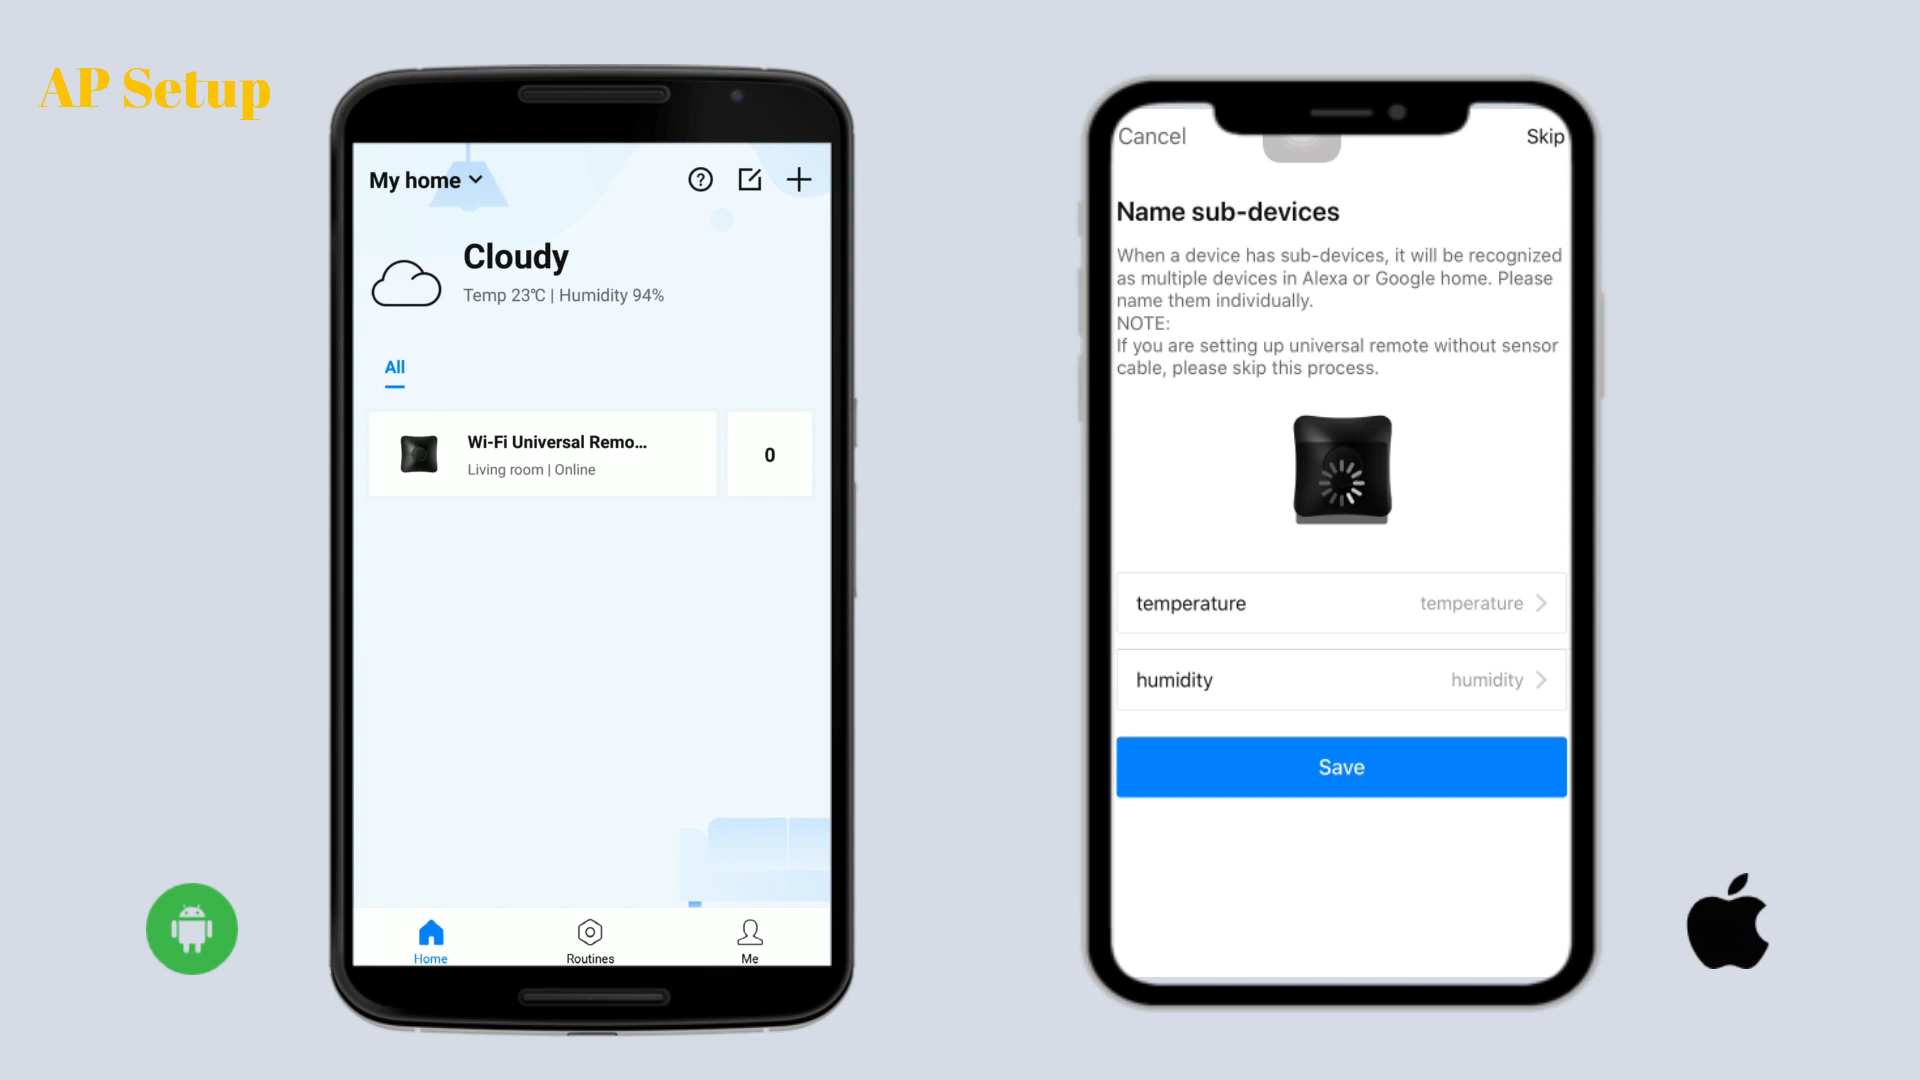 AP Setup
My home
Cloudy
Temp 23℃ | Humidity 94%
All
Wi-Fi Universal Remo...
Living room | Online
0
Home
Routines
Me
Cancel
Skip
Name sub-devices
When a device has sub-devices, it will be recognized
as multiple devices in Alexa or Google home. Please
name them individually.
NOTE:
If you are setting up universal remote without sensor
cable, please skip this process.
temperature temperature
humidity humidity
Save